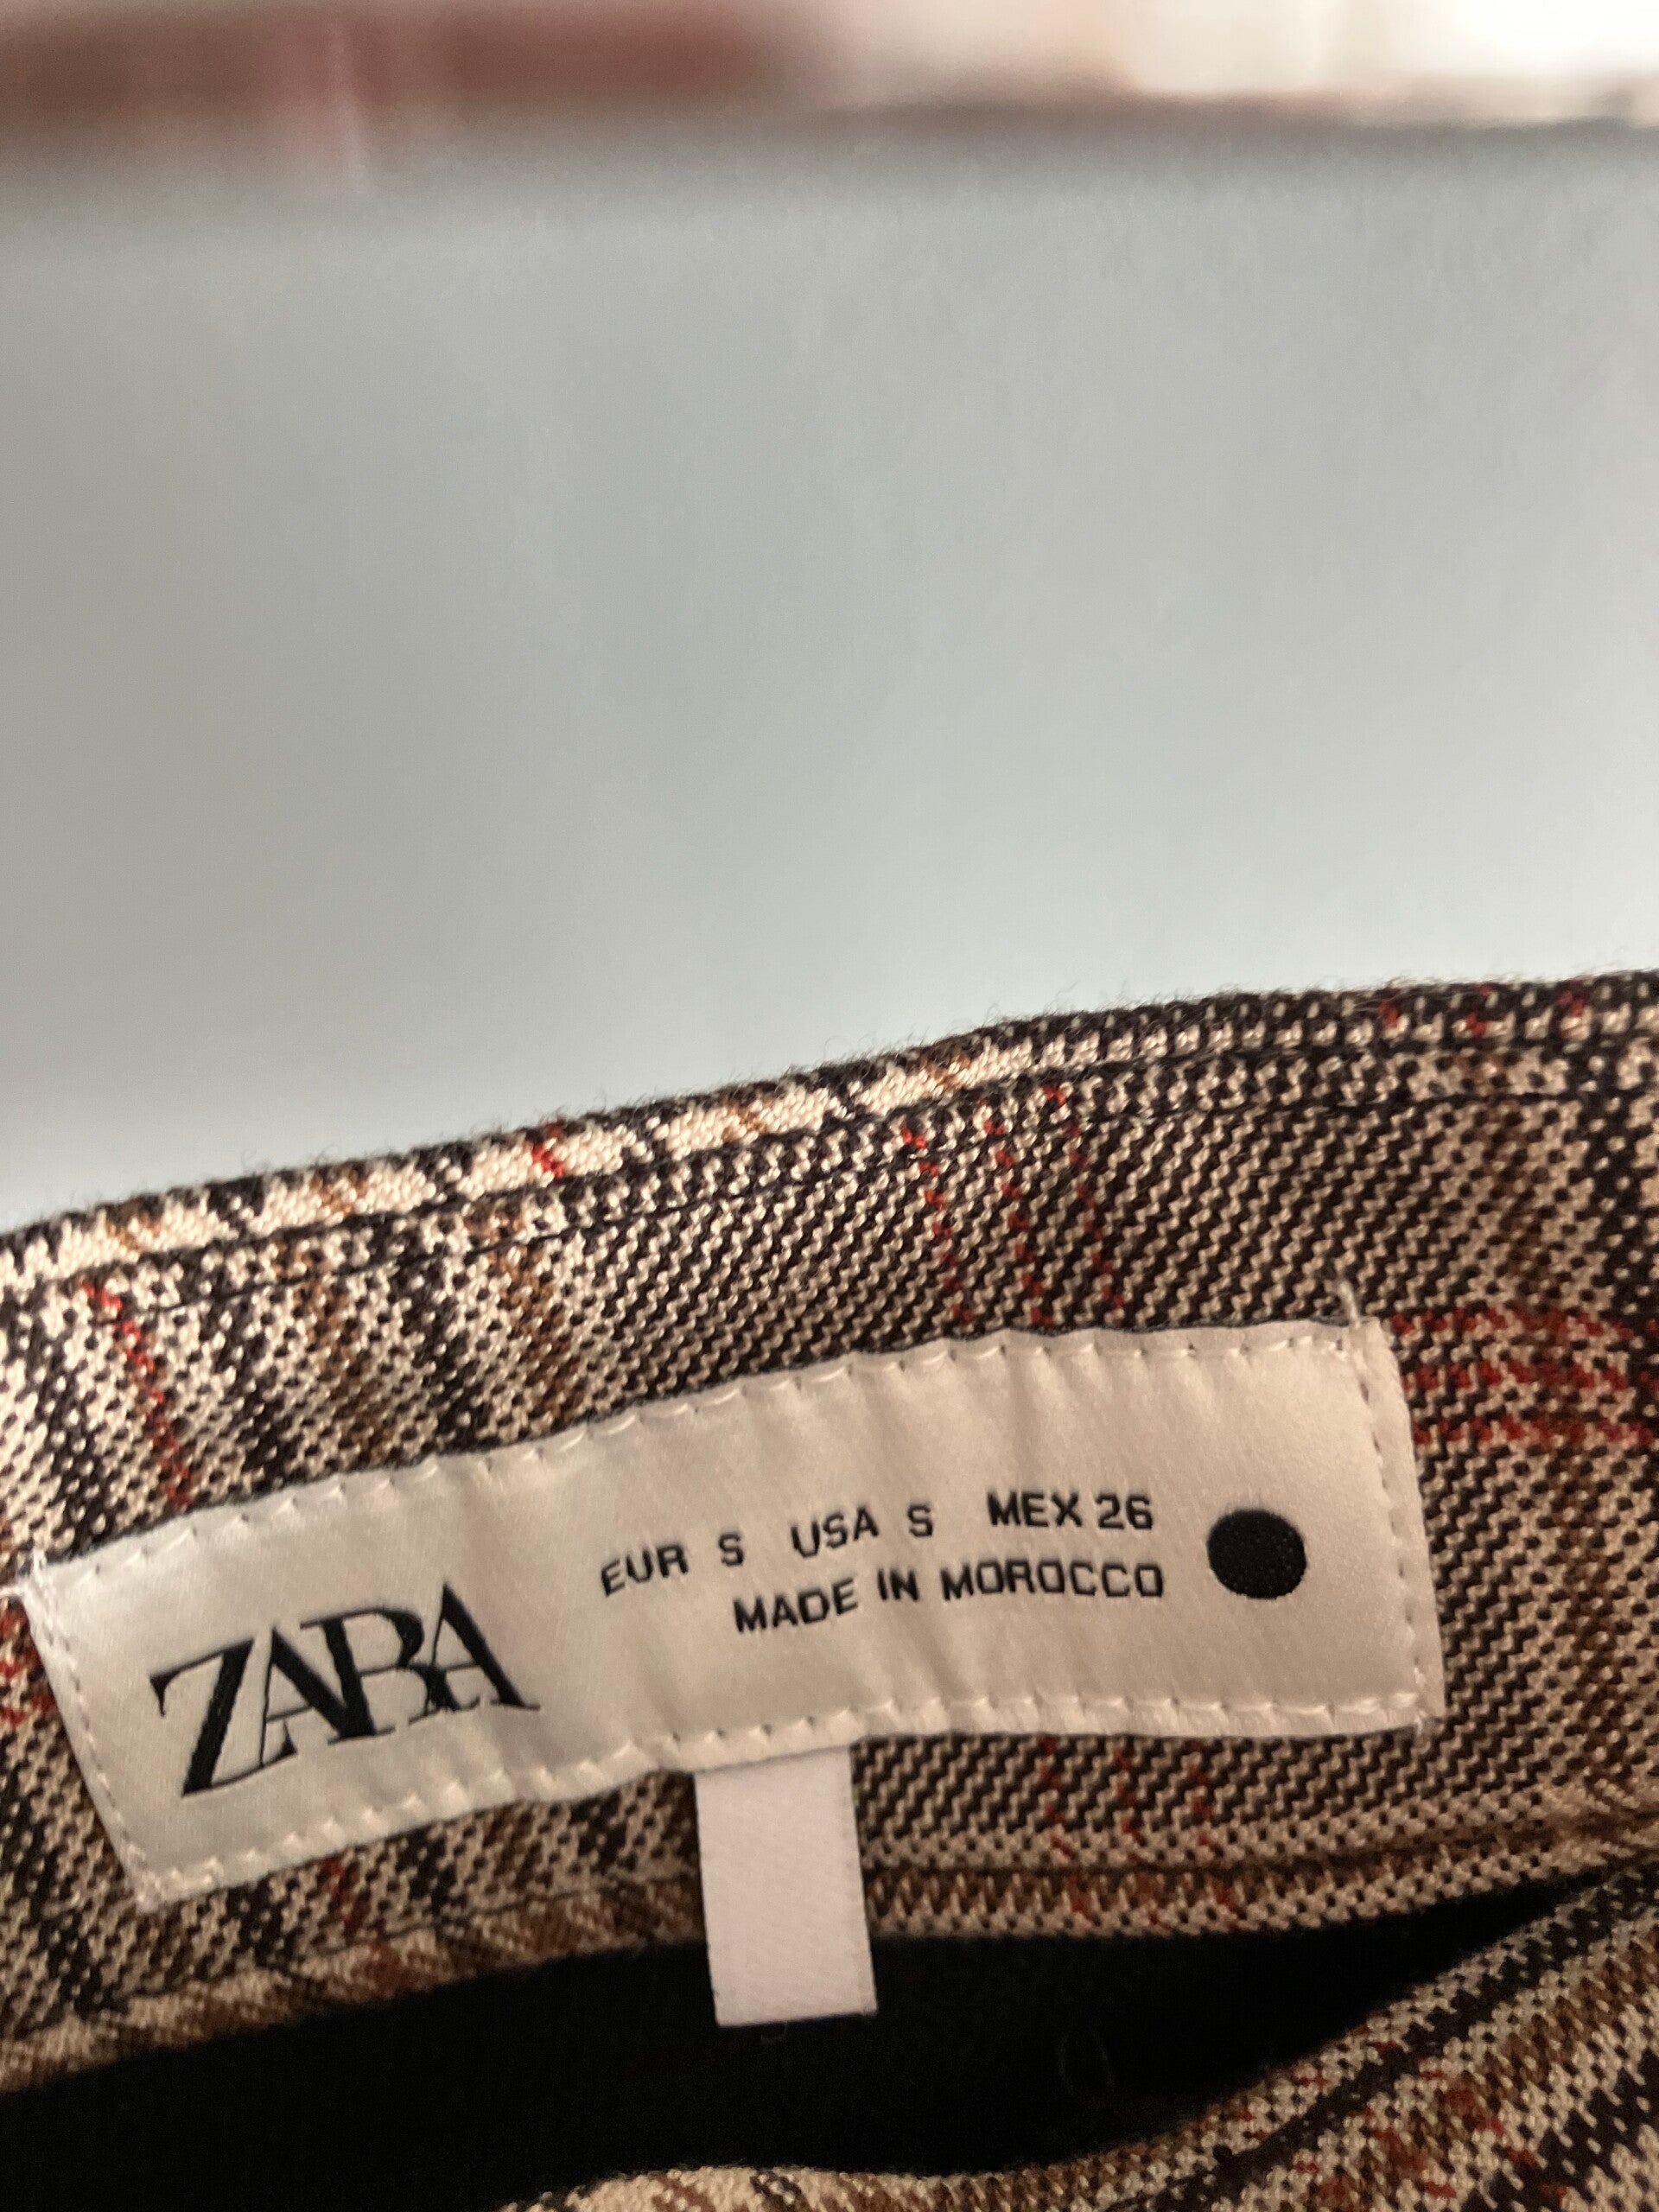 ZARA
EUR S USA S MEX 26
MADE IN MOROCCO